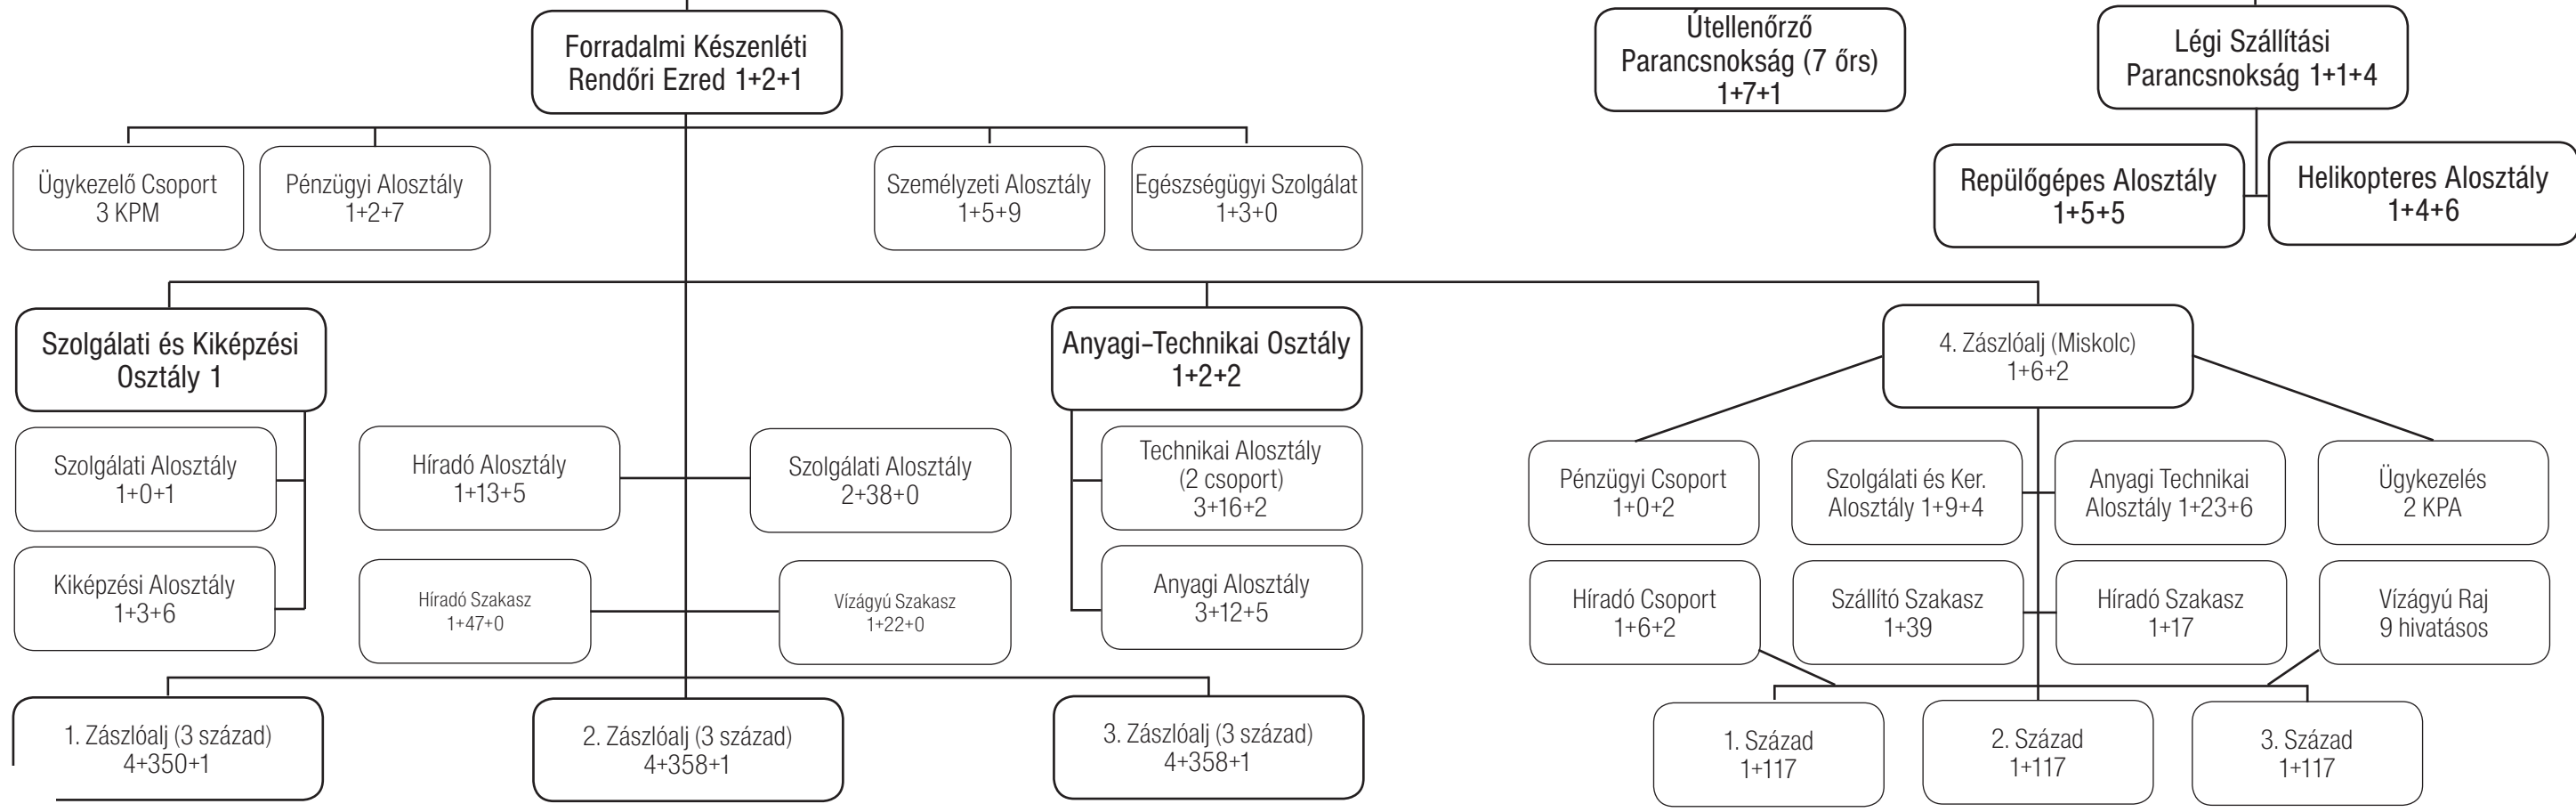 Forradalmi Készenléti
Rendőri Ezred 1+2+1
Útellenőrző
Parancsnokság (7 őrs)
1+7+1
Légi Szállítási
Parancsnokság 1+1+4
Ügykezelő Csoport
3 KPM
Pénzügyi Alosztály
1+2+7
Személyzeti Alosztály
1+5+9
Egészségügyi Szolgálat
1+3+0
Repülőgépes Alosztály
1+5+5
Helikopteres Alosztály
1+4+6
Szolgálati és Kiképzési
Osztály 1
Anyagi-Technikai Osztály
1+2+2
4. Zászlóalj (Miskolc)
1+6+2
Szolgálati Alosztály
1+0+1
Híradó Alosztály
1+13+5
Szolgálati Alosztály
2+38+0
Technikai Alosztály
(2 csoport)
3+16+2
Pénzügyi Csoport
1+0+2
Szolgálati és Ker.
Alosztály 1+9+4
Anyagi Technikai
Alosztály 1+23+6
Ügykezelés
2 KPA
Kiképzési Alosztály
1+3+6
Híradó Szakasz
1+47+0
Vízágyú Szakasz
1+22+0
Anyagi Alosztály
3+12+5
Híradó Csoport
1+6+2
Szállító Szakasz
1+39
Híradó Szakasz
1+17
Vízágyú Raj
9 hivatásos
1. Zászlóalj (3 század)
4+350+1
2. Zászlóalj (3 század)
4+358+1
3. Zászlóalj (3 század)
4+358+1
1. Század
1+117
2. Század
1+117
3. Század
1+117